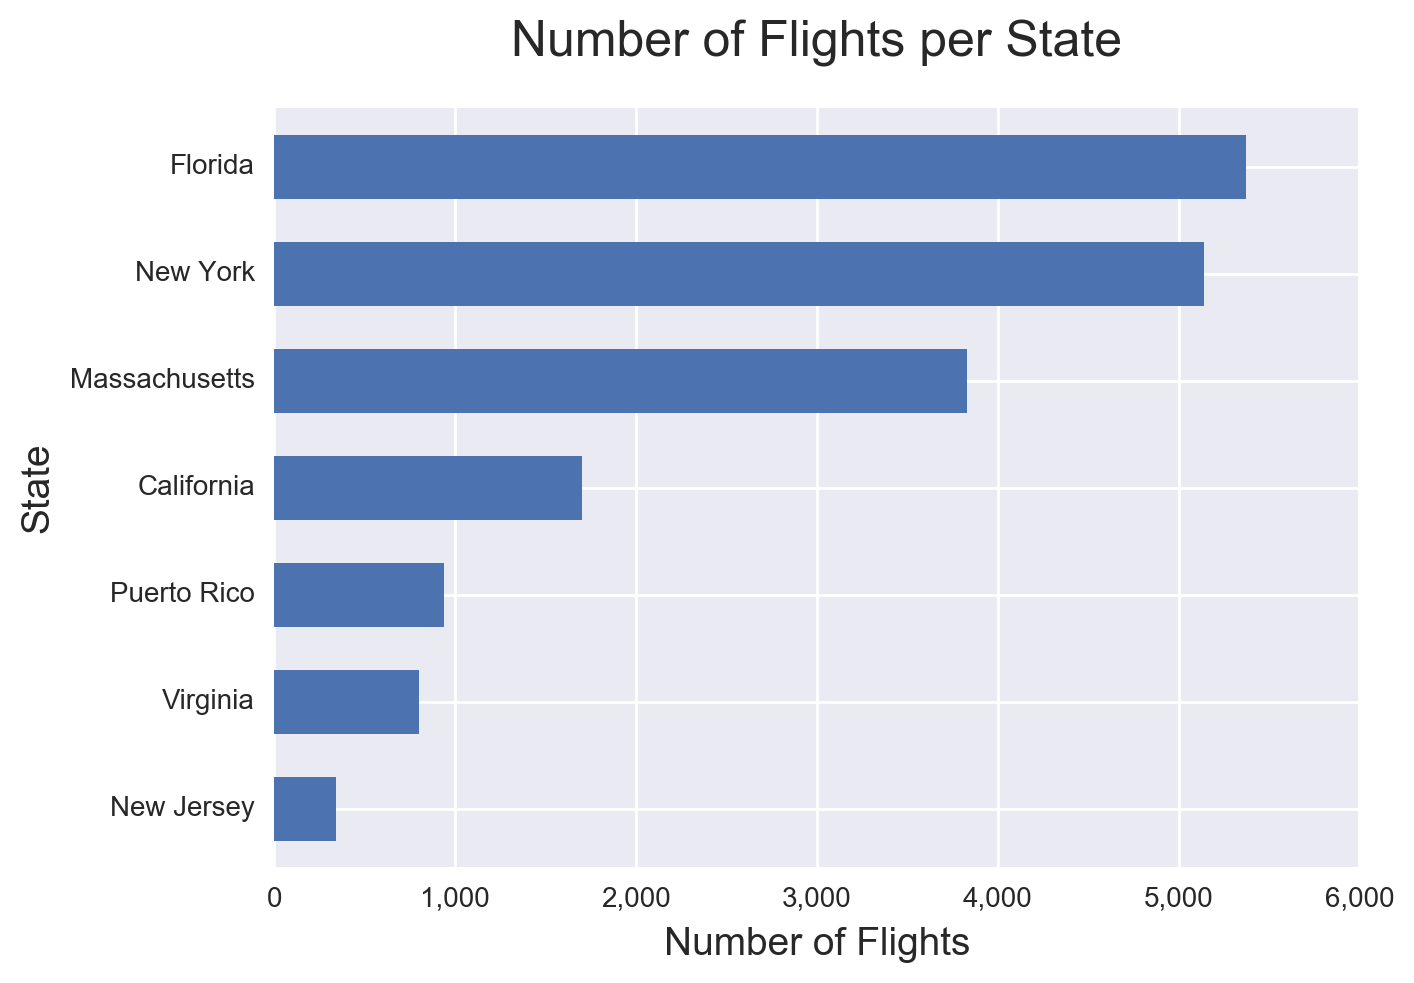 Number of Flights per State
Florida
New York
Massachusetts
California
Puerto Rico
Virginia
New Jersey
State
0 1,000 2,000 3,000 4,000 5,000 6,000
Number of Flights